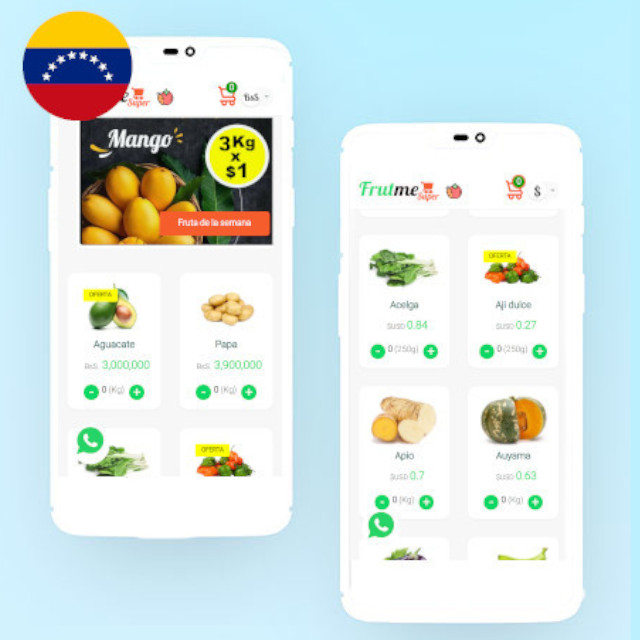 e Super
0
BsS
Mango
3Kg
x
$1
Fruta de la semana
OFERTA
Aguacate
BsS. 3,000,000
- 0 (Kg) +
Papa
BsS. 3,900,000
- 0 (Kg) +
OFERTA
Frutme Super
0
$
Acelga
$USD 0.84
- 0 (250g) +
OFERTA
Aji dulce
$USD 0.27
- 0 (250g) +
Apio
$USD 0.7
- 0 (Kg) +
Auyama
$USD 0.63
- 0 (Kg) +